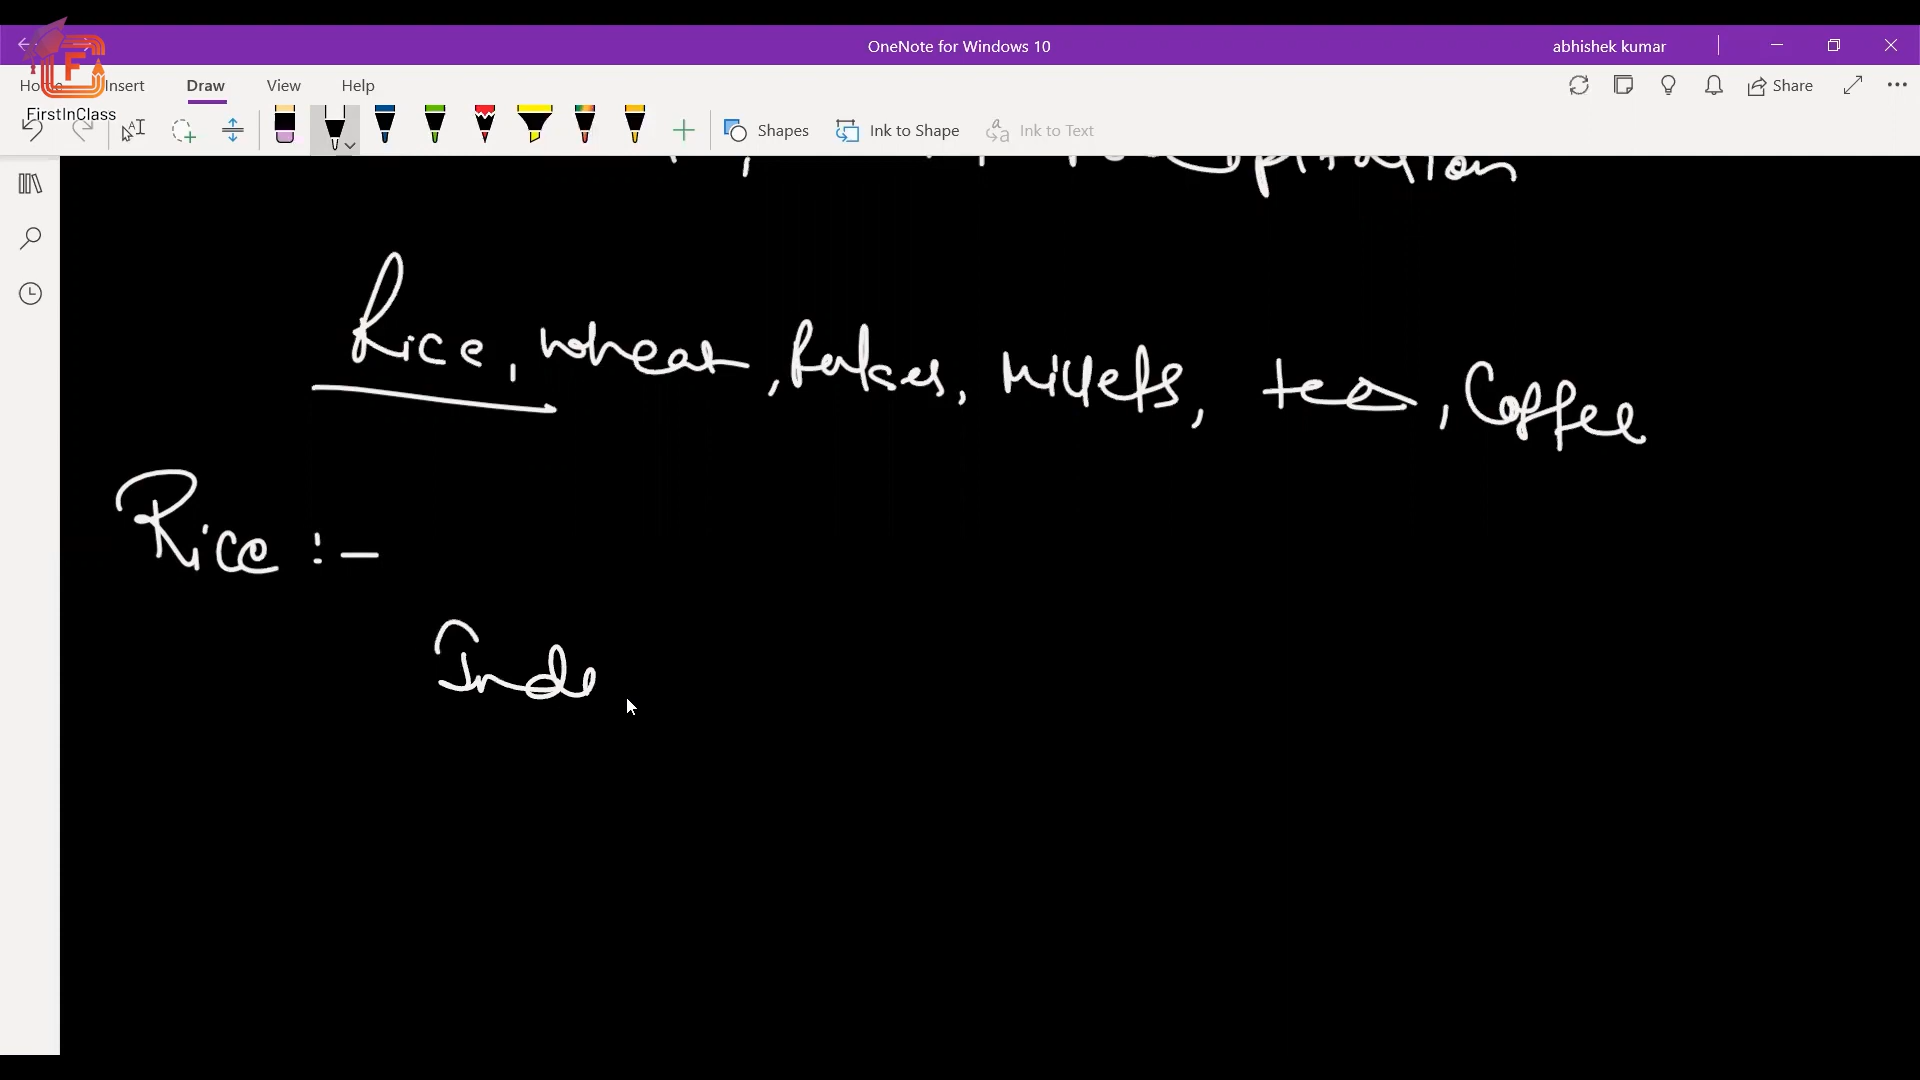 OneNote for Windows 10
abhishek kumar
Home Insert Draw View Help
Share
FirstInClass
Shapes Ink to Shape Ink to Text
Rice, wheat, Pulses, Millets, tea, Coffee
Rice :-
Inde